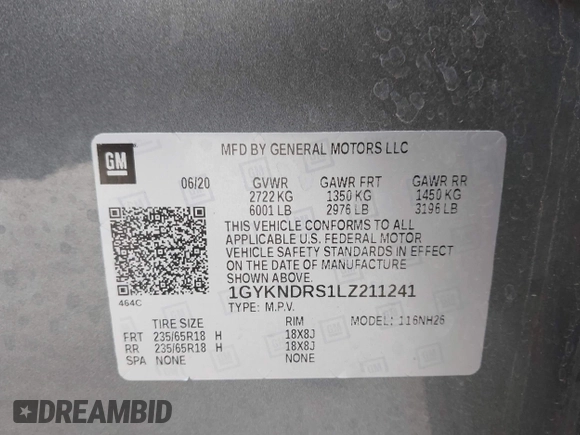 GM
MFD BY GENERAL MOTORS LLC
06/20 GVWR GAWR FRT GAWR RR
2722 KG 1350 KG 1450 KG
6001 LB 2976 LB 3196 LB
THIS VEHICLE CONFORMS TO ALL
APPLICABLE U.S. FEDERAL MOTOR
VEHICLE SAFETY STANDARDS IN EFFECT
ON THE DATE OF MANUFACTURE
SHOWN ABOVE.
464C
1GYKNDRS1LZ211241
TYPE: M.P.V.
TIRE SIZE RIM MODEL: 116NH26
FRT 235/65R18 H 18X8J
RR 235/65R18 H 18X8J
SPA NONE NONE
DREAMBID